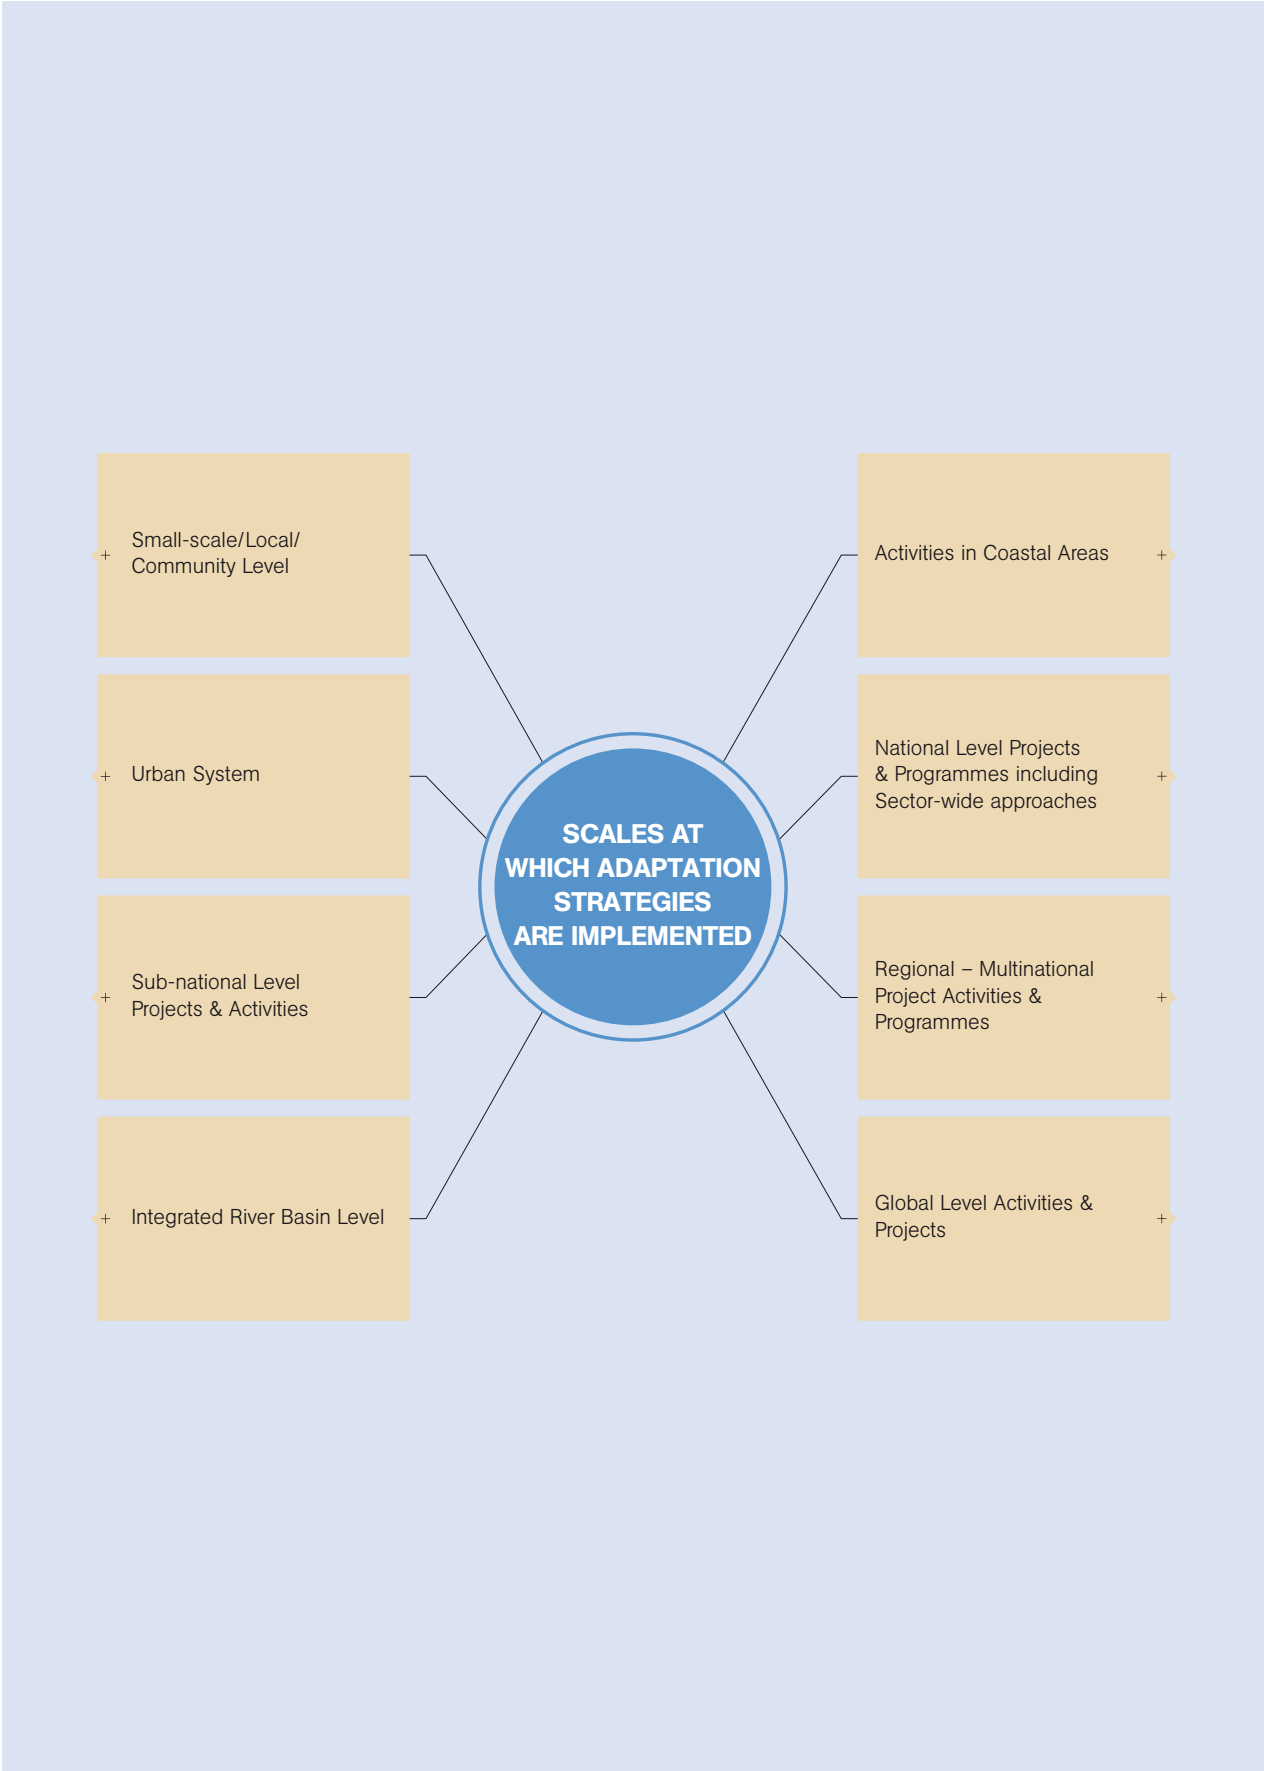 Small-scale/Local/
Community Level
Urban System
Sub-national Level
Projects & Activities
Integrated River Basin Level
SCALES AT
WHICH ADAPTATION
STRATEGIES
ARE IMPLEMENTED
Activities in Coastal Areas
National Level Projects
& Programmes including
Sector-wide approaches
Regional – Multinational
Project Activities &
Programmes
Global Level Activities &
Projects